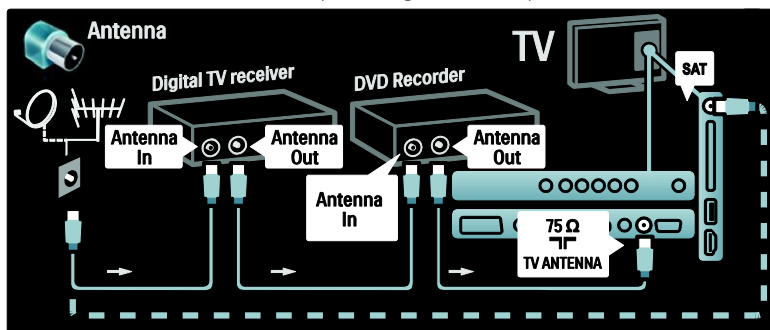 Antenna
TV
Digital TV receiver
DVD Recorder
SAT
Antenna
In
Antenna
Out
Antenna
Out
Antenna
In
75 Ω
TV ANTENNA